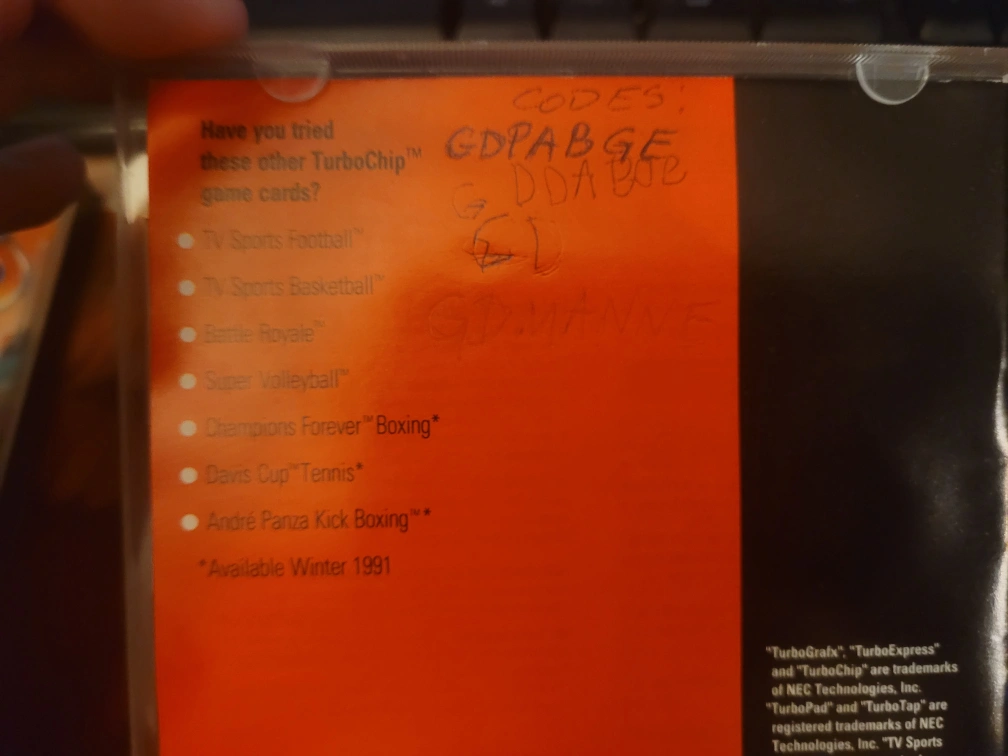 CODES:
GDPABGE
G DDABGE
GD
GD.MANNE
Have you tried
these other TurboChip™
game cards?
TV Sports Football™
TV Sports Basketball™
Battle Royale™
Super Volleyball™
Champions Forever™ Boxing*
Davis Cup™ Tennis*
André Panza Kick Boxing™*
*Available Winter 1991
"TurboGrafx", "TurboExpress"
and "TurboChip" are trademarks
of NEC Technologies, Inc.
"TurboPad" and "TurboTap" are
registered trademarks of NEC
Technologies, Inc. "TV Sports